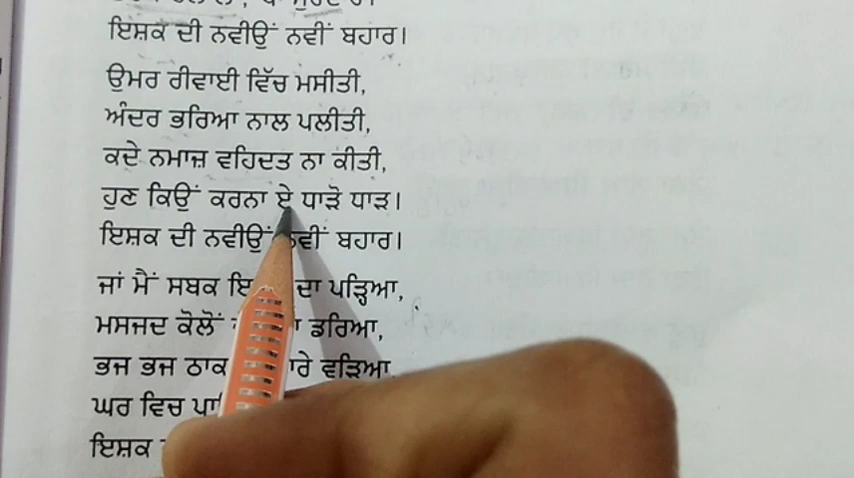 ਇਸ਼ਕ ਦੀ ਨਵੀਉਂ ਨਵੀਂ ਬਹਾਰ।
ਉਮਰ ਗੀਵਾਈ ਵਿੱਚ ਮਸੀਤੀ,
ਅੰਦਰ ਭਰਿਆ ਨਾਲ ਪਲੀਤੀ,
ਕਦੇ ਨਮਾਜ਼ ਵਹਿਦਤ ਨਾ ਕੀਤੀ,
ਹੁਣ ਕਿਉਂ ਕਰਨਾ ਏ ਧਾੜੋ ਧਾੜ।
ਇਸ਼ਕ ਦੀ ਨਵੀਉਂ ਨਵੀਂ ਬਹਾਰ।
ਜਾਂ ਮੈਂ ਸਬਕ ਦਾ ਪੜ੍ਹਿਆ,
ਮਸਜਦ ਕੋਲੋਂ ਡਰਿਆ,
ਭਜ ਭਜ ਵੜਿਆ
ਘਰ ਵਿਚ
ਇਸ਼ਕ